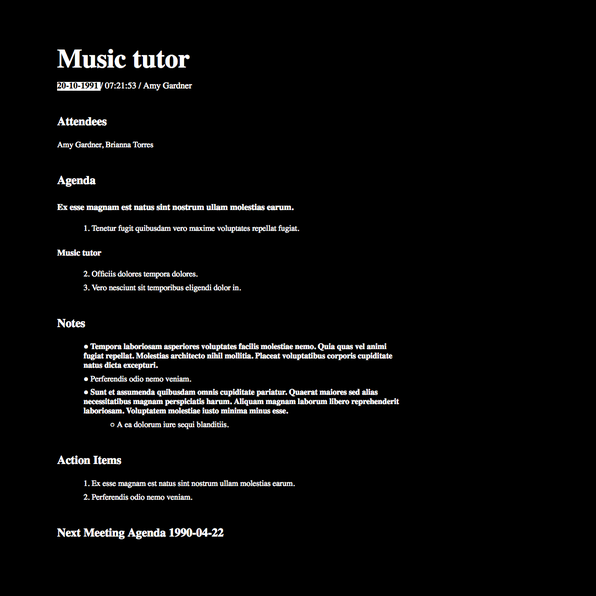 Music tutor
20-10-1991 / 07:21:53 / Amy Gardner
Attendees
Amy Gardner, Brianna Torres
Agenda
Ex esse magnam est natus sint nostrum ullam molestias earum.
1. Tenetur fugit quibusdam vero maxime voluptates repellat fugiat.
Music tutor
2. Officiis dolores tempora dolores.
3. Vero nesciunt sit temporibus eligendi dolor in.
Notes
● Tempora laboriosam asperiores voluptates facilis molestiae nemo. Quia quas vel animi
fugiat repellat. Molestias architecto nihil mollitia. Placeat voluptatibus corporis cupiditate
natus dicta excepturi.
● Perferendis odio nemo veniam.
● Sunt et assumenda quibusdam omnis cupiditate pariatur. Quaerat maiores sed alias
necessitatibus magnam perspiciatis harum. Aliquam magnam laborum libero reprehenderit
laboriosam. Voluptatem molestiae iusto minima minus esse.
○ A ea dolorum iure sequi blanditiis.
Action Items
1. Ex esse magnam est natus sint nostrum ullam molestias earum.
2. Perferendis odio nemo veniam.
Next Meeting Agenda 1990-04-22